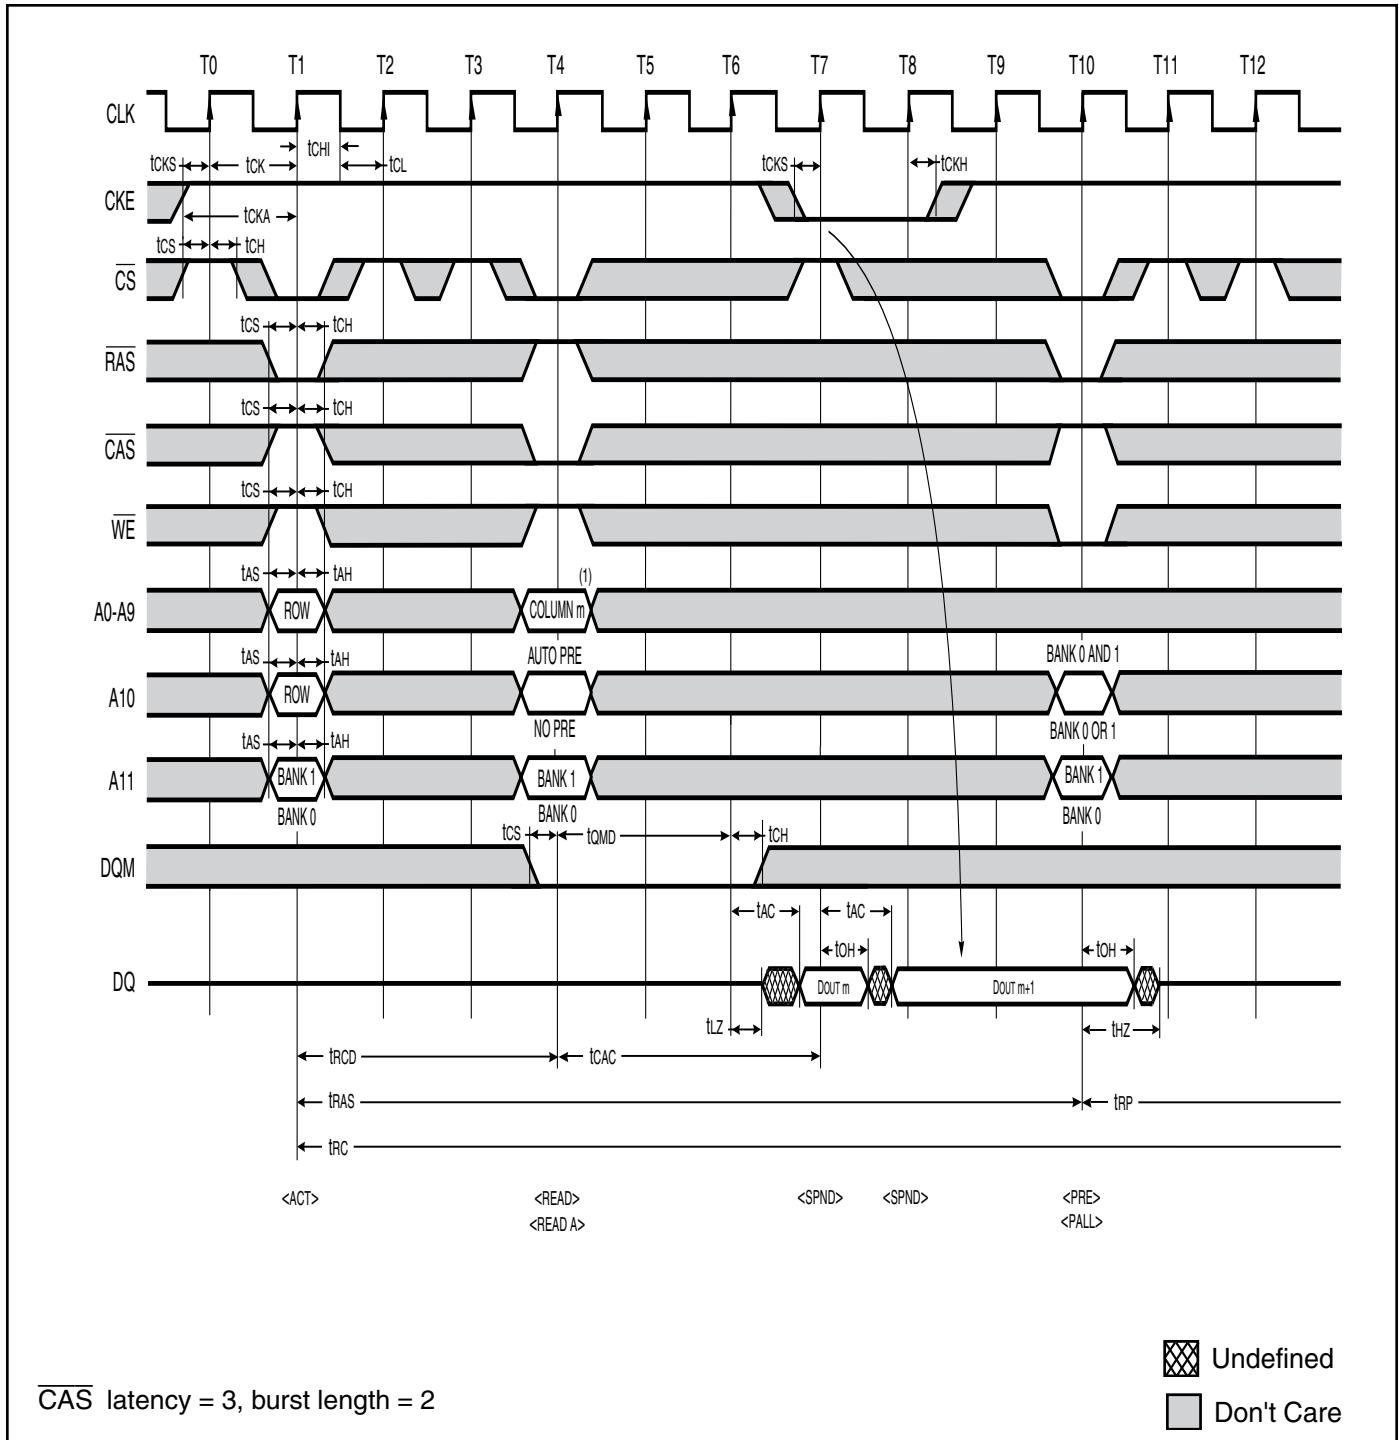 T0 T1 T2 T3 T4 T5 T6 T7 T8 T9 T10 T11 T12
CLK
tCHI
tCKS tCK tCL tCKS tCKH
CKE
tCKA
tCS tCH
CS
tCS tCH
RAS
tCS tCH
CAS
tCS tCH
WE
tAS tAH (1)
A0-A9 ROW COLUMN m
tAS tAH AUTO PRE BANK 0 AND 1
A10 ROW
NO PRE BANK 0 OR 1
tAS tAH
A11 BANK 1 BANK 1 BANK 1
BANK 0 BANK 0 BANK 0
tCS tQMD tCH
DQM
tAC tAC
tOH tOH
DQ DOUT m DOUT m+1
tLZ tHZ
tRCD tCAC
tRAS tRP
tRC
<ACT> <READ> <SPND> <SPND> <PRE>
<READ A> <PALL>
Undefined
CAS latency = 3, burst length = 2
Don't Care